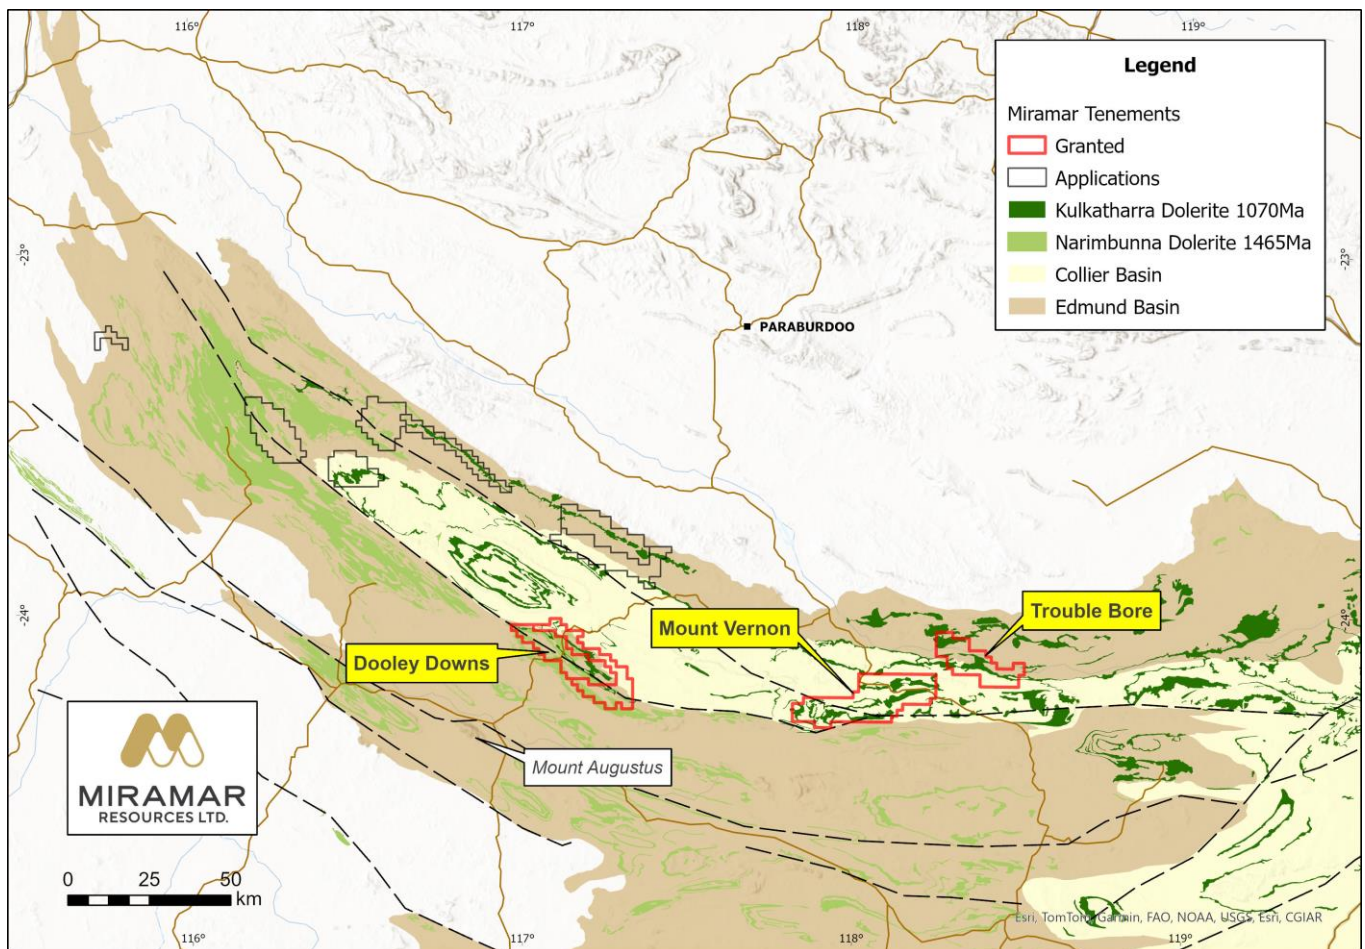 116°
117°
118°
119°
Legend
Miramar Tenements
Granted
Applications
Kulkatharra Dolerite 1070Ma
Narimbunna Dolerite 1465Ma
Collier Basin
Edmund Basin
-23°
-23°
PARABURDOO
-24°
-24°
Trouble Bore
Mount Vernon
Dooley Downs
Mount Augustus
MIRAMAR
RESOURCES LTD.
0 25 50
km
Esri, TomTom, Garmin, FAO, NOAA, USGS, Esri, CGIAR
116°
117°
118°
119°